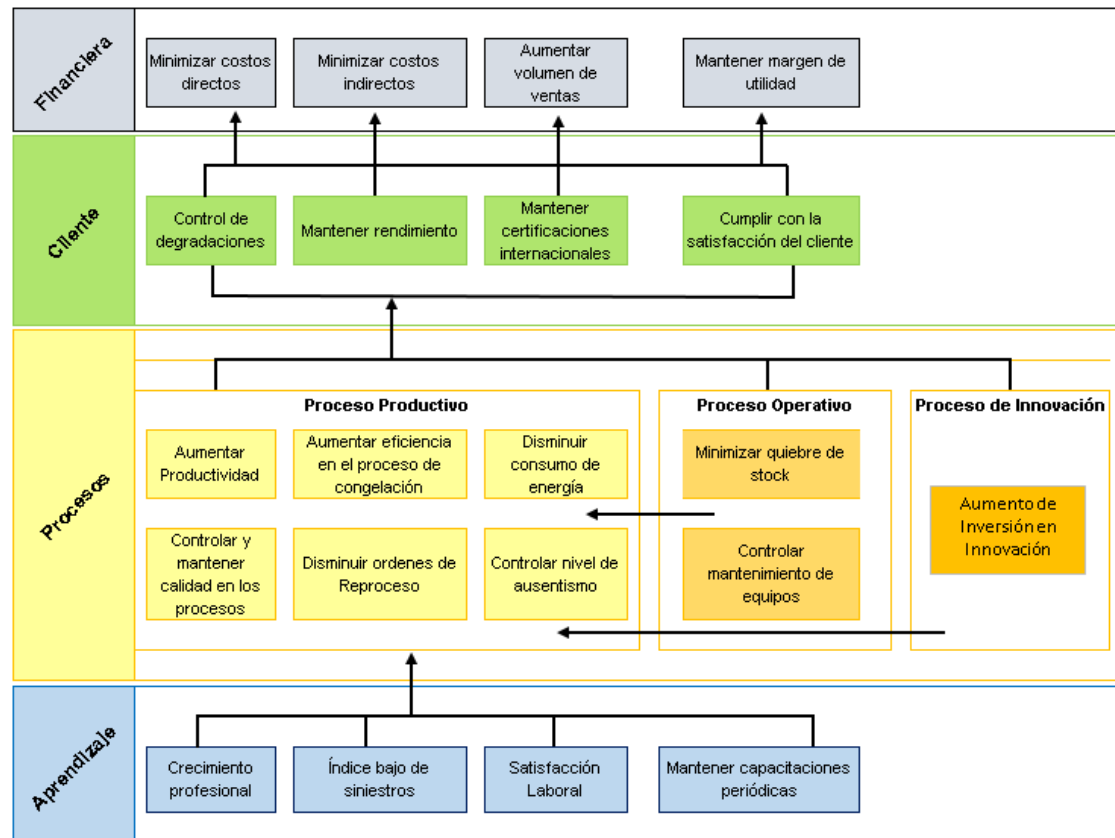 Financiera
Minimizar costos
directos
Minimizar costos
indirectos
Aumentar
volumen de
ventas
Mantener margen de
utilidad
Cliente
Control de
degradaciones
Mantener rendimiento
Mantener
certificaciones
internacionales
Cumplir con la
satisfacción del cliente
Procesos
Proceso Productivo
Aumentar
Productividad
Aumentar eficiencia
en el proceso de
congelación
Disminuir
consumo de
energía
Controlar y
mantener
calidad en los
procesos
Disminuir ordenes de
Reproceso
Controlar nivel de
ausentismo
Proceso Operativo
Minimizar quiebre de
stock
Controlar
mantenimiento de
equipos
Proceso de Innovación
Aumento de
Inversión en
Innovación
Aprendizaje
Crecimiento
profesional
Índice bajo de
siniestros
Satisfacción
Laboral
Mantener capacitaciones
periódicas